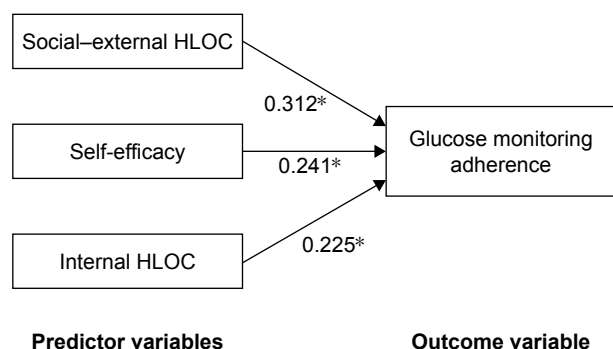 Social–external HLOC
0.312*
Self-efficacy
0.241*
Glucose monitoring
adherence
Internal HLOC
0.225*
Predictor variables
Outcome variable